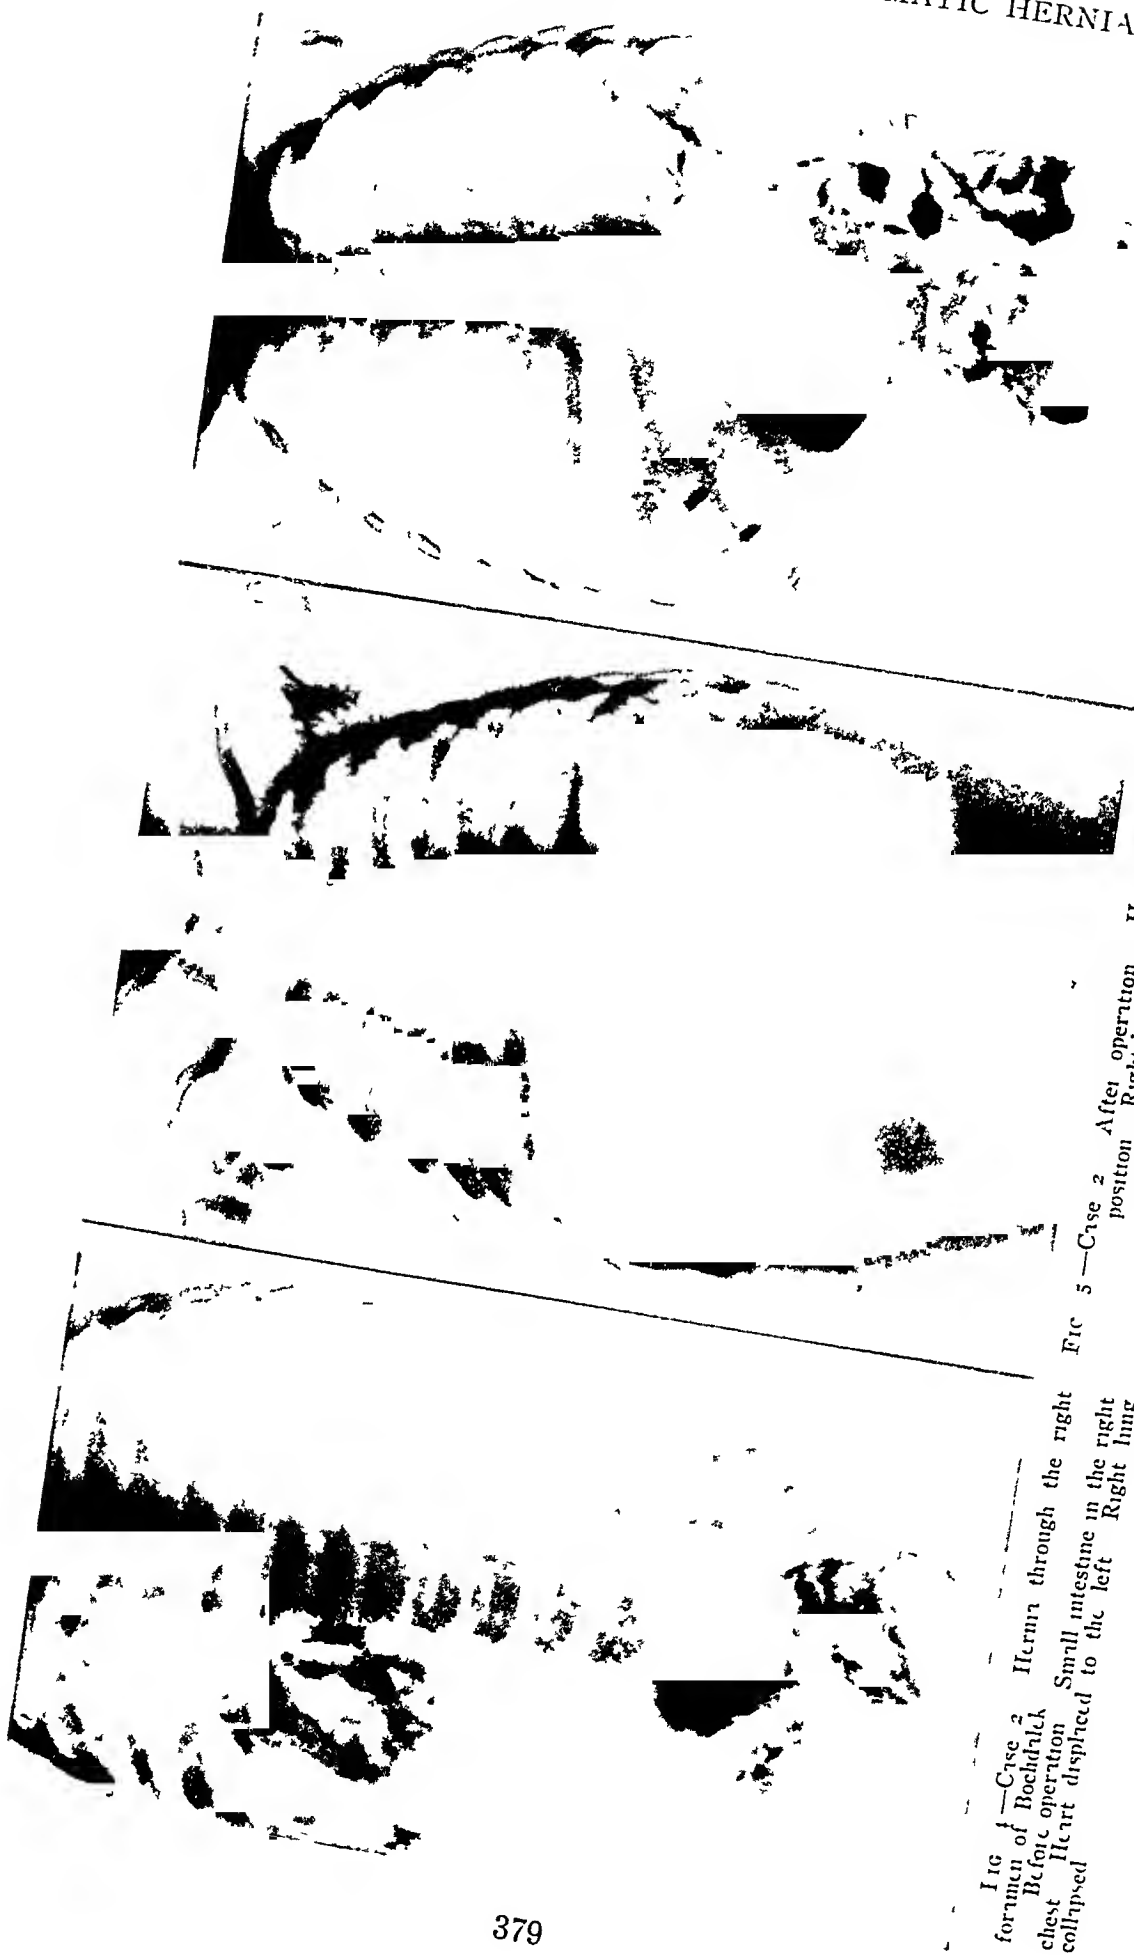 MATIC HERNIA
FIG 4—Case 2 Hernia through the right
foramen of Bochdalek
Before operation Small intestine in the right
chest Heart displaced to the left Right lung
collapsed
FIG 5—Case 2 After operation
position
379